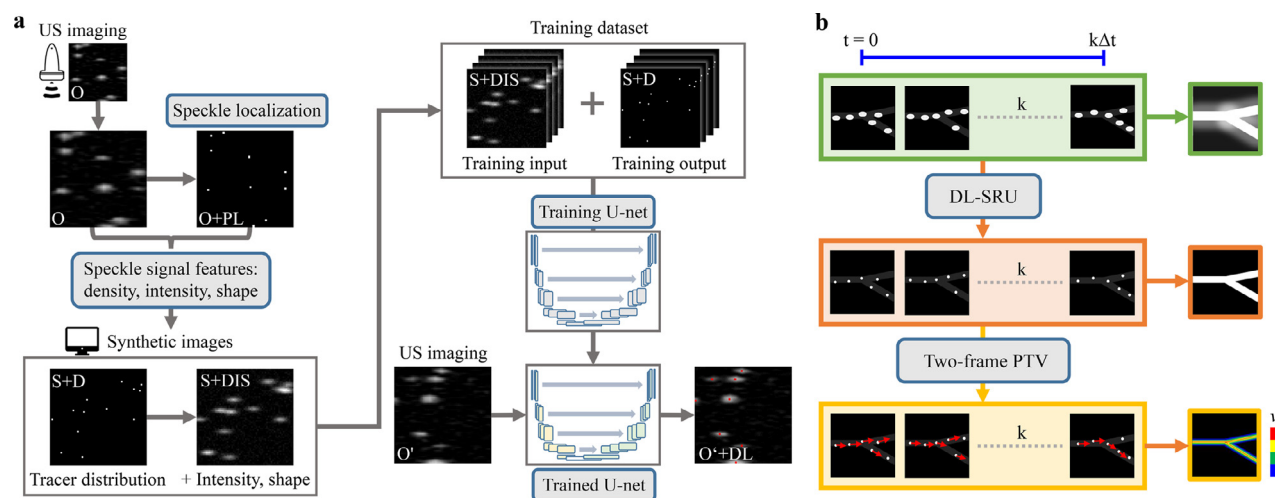 a
US imaging
O
Speckle localization
O
O+PL
Speckle signal features:
density, intensity, shape
Synthetic images
S+D
S+DIS
Tracer distribution
+ Intensity, shape
Training dataset
S+DIS
S+D
+
Training input
Training output
Training U-net
US imaging
O'
O‘+DL
Trained U-net
b
t = 0
kΔt
k
DL-SRU
k
Two-frame PTV
k